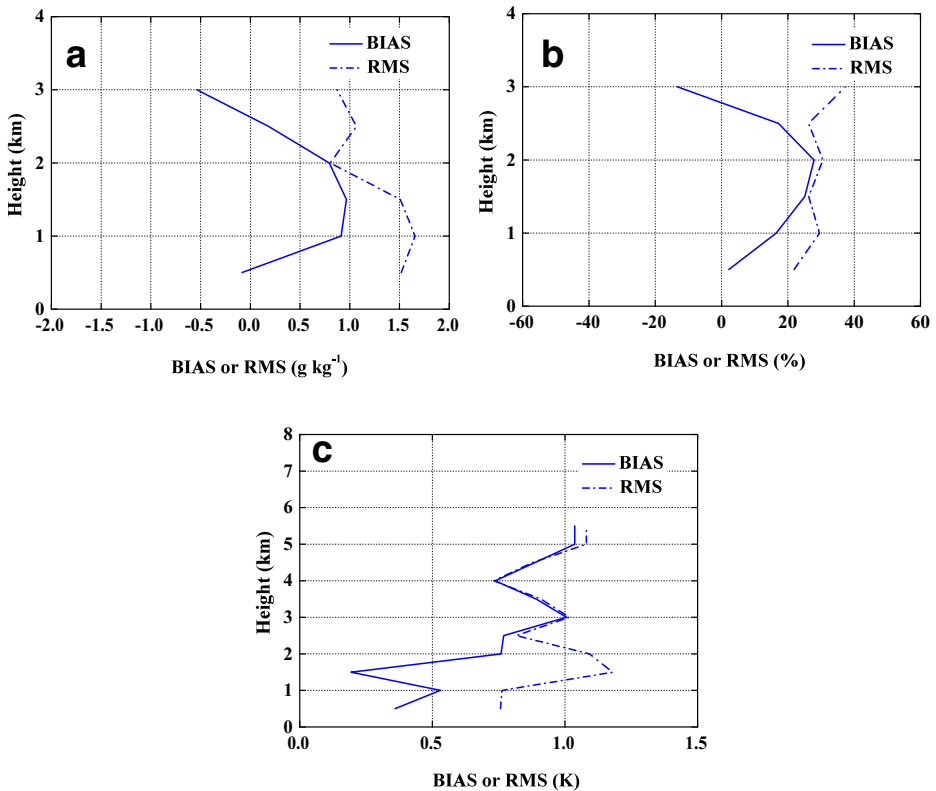 a
BIAS
RMS
4
3
2
1
0
Height (km)
-2.0 -1.5 -1.0 -0.5 0.0 0.5 1.0 1.5 2.0
BIAS or RMS (g kg⁻¹)
b
BIAS
RMS
4
3
2
1
0
Height (km)
-60 -40 -20 0 20 40 60
BIAS or RMS (%)
c
BIAS
RMS
8
7
6
5
4
3
2
1
0
Height (km)
0.0 0.5 1.0 1.5
BIAS or RMS (K)